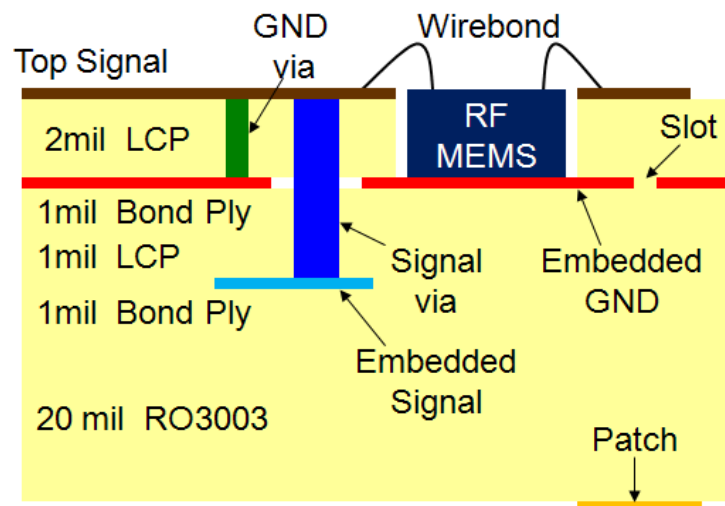 GND
via
Wirebond
Top Signal
2mil LCP
RF
MEMS
Slot
1mil Bond Ply
1mil LCP
1mil Bond Ply
Signal
via
Embedded
GND
Embedded
Signal
20 mil RO3003
Patch